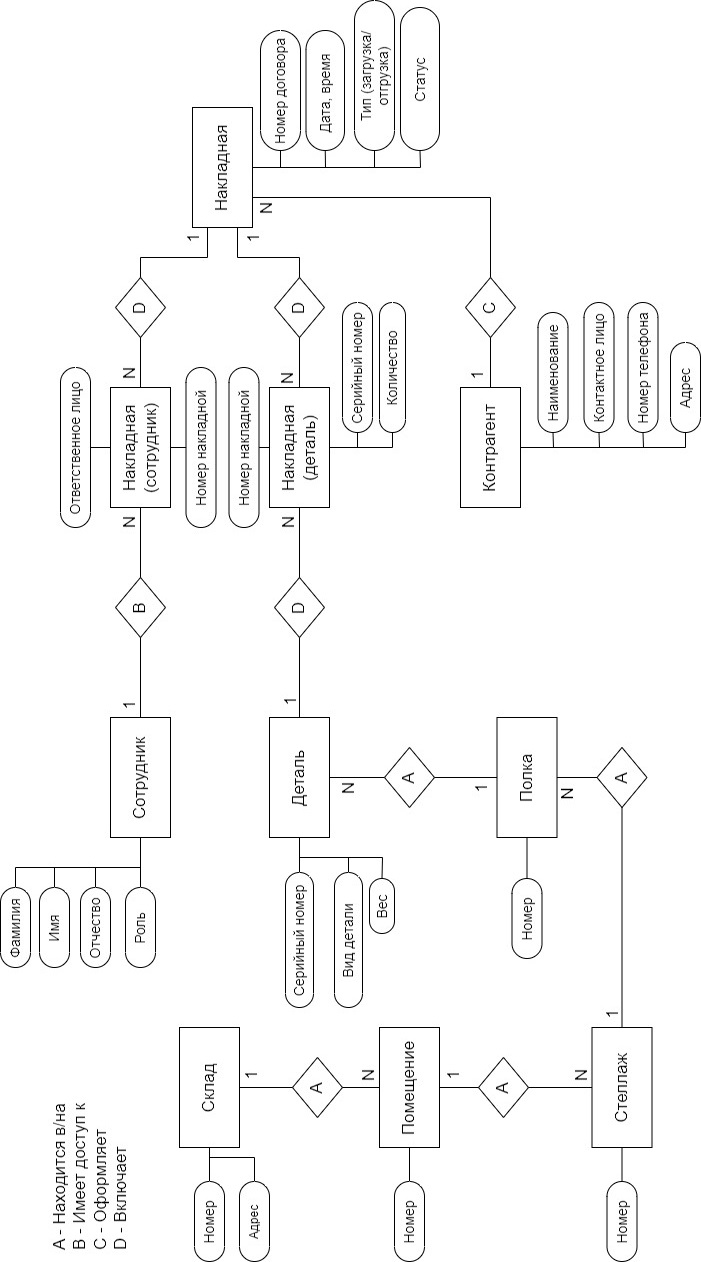 A - Находится в/на
B - Имеет доступ к
C - Оформляет
D - Включает
Фамилия
Имя
Отчество
Роль
Сотрудник
1
B
N
Ответственное лицо
Накладная
(сотрудник)
Номер накладной
N
D
1
Накладная
Номер договора
Дата, время
Тип (загрузка/
отгрузка)
Статус
Склад
Номер
Адрес
1
A
N
Деталь
Серийный номер
Вид детали
Вес
1
D
N
Номер накладной
Накладная
(деталь)
Серийный номер
Количество
N
D
1
N
C
1
Контрагент
Наименование
Контактное лицо
Номер телефона
Адрес
Помещение
Номер
1
A
N
N
A
1
Полка
Номер
N
A
1
Стеллаж
Номер